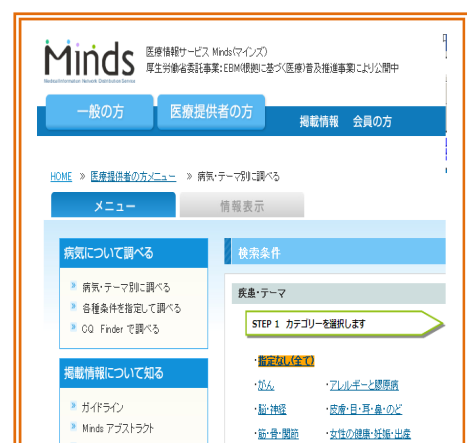 Minds
Medical Information Network Distribution Service
医療情報サービス Minds(マインズ)
厚生労働省委託事業:EBM(根拠に基づく医療)普及推進事業により公開中
一般の方
医療提供者の方
掲載情報 会員の方
HOME » 医療提供者の方メニュー » 病気・テーマ別に調べる
メニュー
情報表示
病気について調べる
» 病気・テーマ別に調べる
» 各種条件を指定して調べる
» CQ Finder で調べる
掲載情報について知る
» ガイドライン
» Minds アブストラクト
検索条件
疾患・テーマ
STEP 1 カテゴリーを選択します
・指定なし(全て)
・がん ・アレルギーと膠原病
・脳・神経 ・皮膚・目・耳・鼻・のど
・筋・骨・関節 ・女性の健康・妊娠・出産